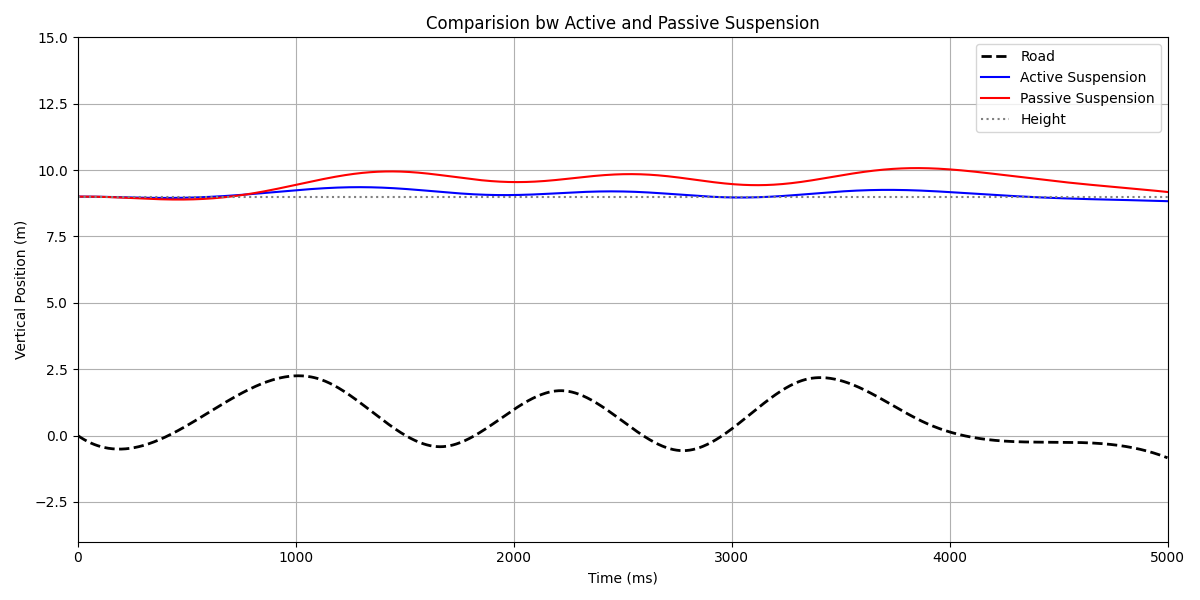 Comparision bw Active and Passive Suspension
15.0
12.5
10.0
7.5
5.0
2.5
0.0
−2.5
Vertical Position (m)
Road
Active Suspension
Passive Suspension
Height
0
1000
2000
3000
4000
5000
Time (ms)